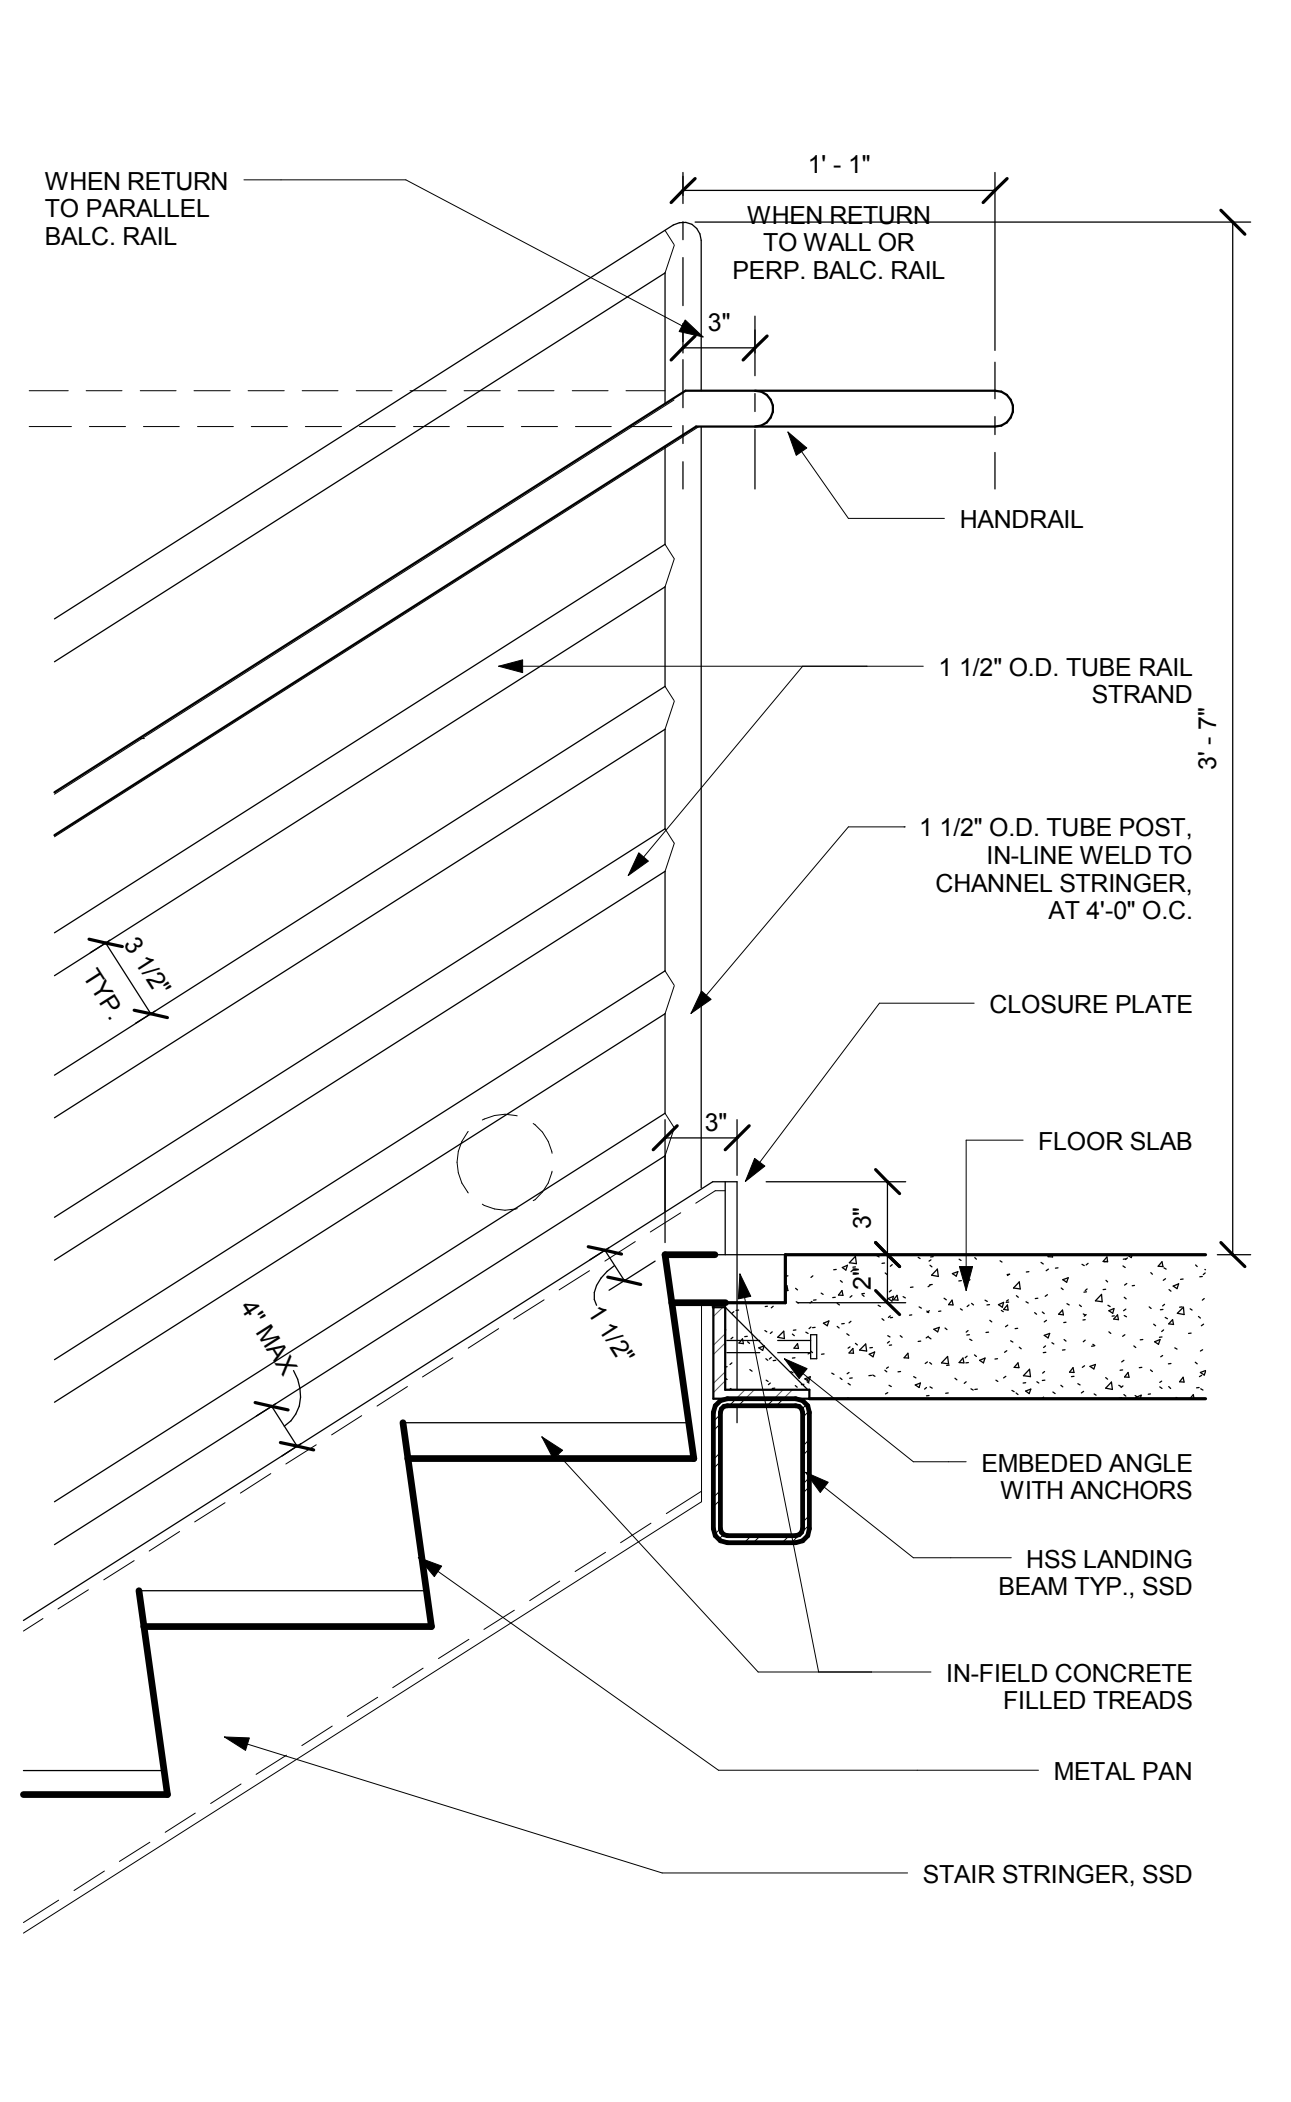 1' - 1"
WHEN RETURN
TO PARALLEL
BALC. RAIL
WHEN RETURN
TO WALL OR
PERP. BALC. RAIL
3"
HANDRAIL
1 1/2" O.D. TUBE RAIL
STRAND
3' - 7"
1 1/2" O.D. TUBE POST,
IN-LINE WELD TO
CHANNEL STRINGER,
AT 4'-0" O.C.
3 1/2"
TYP.
CLOSURE PLATE
3"
FLOOR SLAB
3"
2"
1 1/2"
4" MAX
EMBEDED ANGLE
WITH ANCHORS
HSS LANDING
BEAM TYP., SSD
IN-FIELD CONCRETE
FILLED TREADS
METAL PAN
STAIR STRINGER, SSD